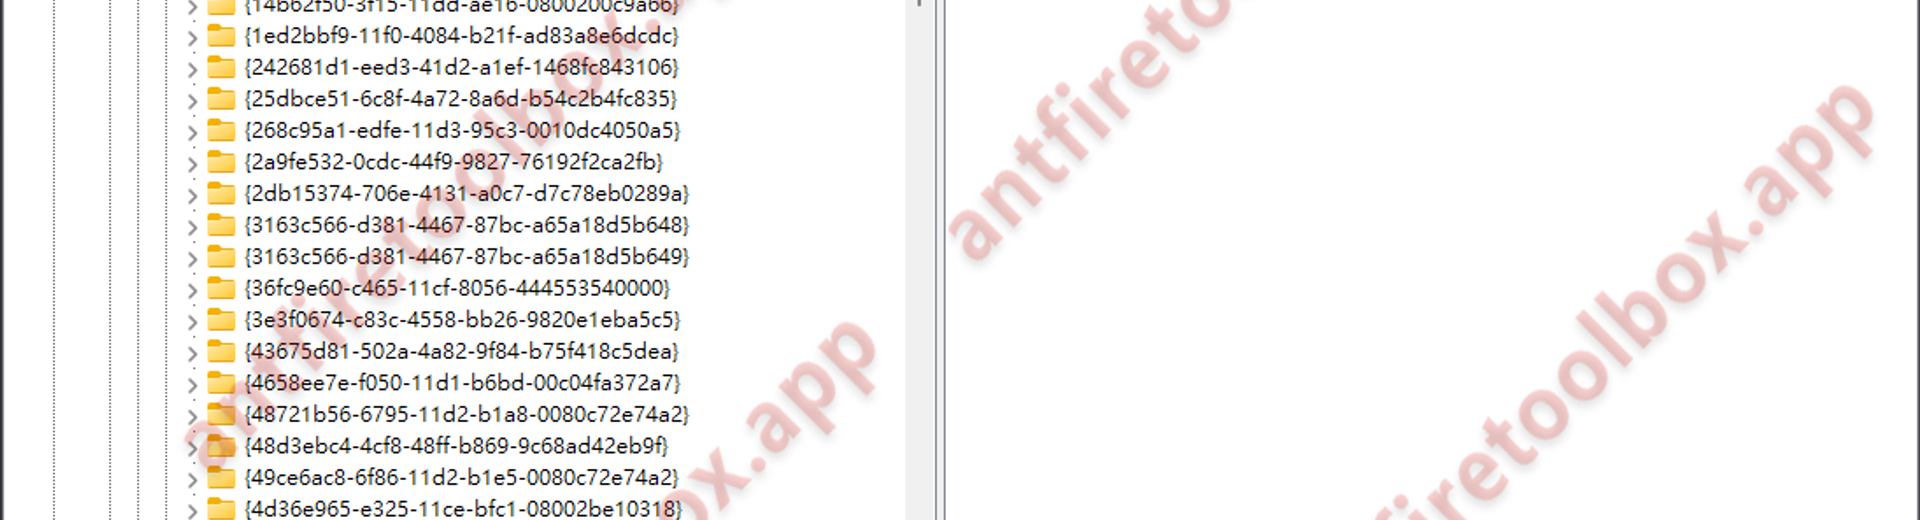 {14b62f50-3f15-11dd-ae16-0800200c9a66}
{1ed2bbf9-11f0-4084-b21f-ad83a8e6dcdc}
{242681d1-eed3-41d2-a1ef-1468fc843106}
{25dbce51-6c8f-4a72-8a6d-b54c2b4fc835}
{268c95a1-edfe-11d3-95c3-0010dc4050a5}
{2a9fe532-0cdc-44f9-9827-76192f2ca2fb}
{2db15374-706e-4131-a0c7-d7c78eb0289a}
{3163c566-d381-4467-87bc-a65a18d5b648}
{3163c566-d381-4467-87bc-a65a18d5b649}
{36fc9e60-c465-11cf-8056-444553540000}
{3e3f0674-c83c-4558-bb26-9820e1eba5c5}
{43675d81-502a-4a82-9f84-b75f418c5dea}
{4658ee7e-f050-11d1-b6bd-00c04fa372a7}
{48721b56-6795-11d2-b1a8-0080c72e74a2}
{48d3ebc4-4cf8-48ff-b869-9c68ad42eb9f}
{49ce6ac8-6f86-11d2-b1e5-0080c72e74a2}
{4d36e965-e325-11ce-bfc1-08002be10318}
antfiretoolbox.
ox.app
antfireto
firetoolbox.app